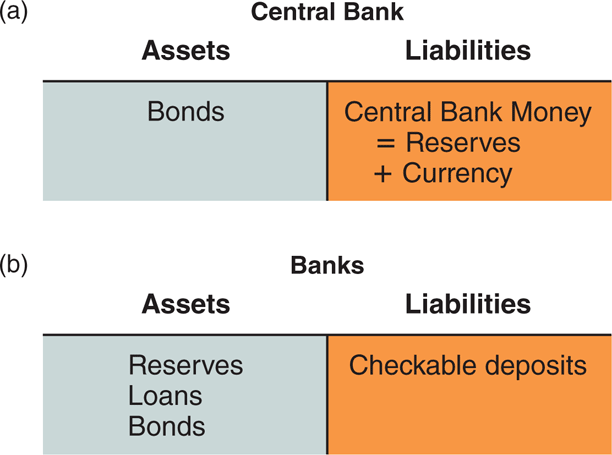 (a)
Central Bank
Assets
Liabilities
Bonds
Central Bank Money
= Reserves
+ Currency
(b)
Banks
Assets
Liabilities
Reserves
Loans
Bonds
Checkable deposits